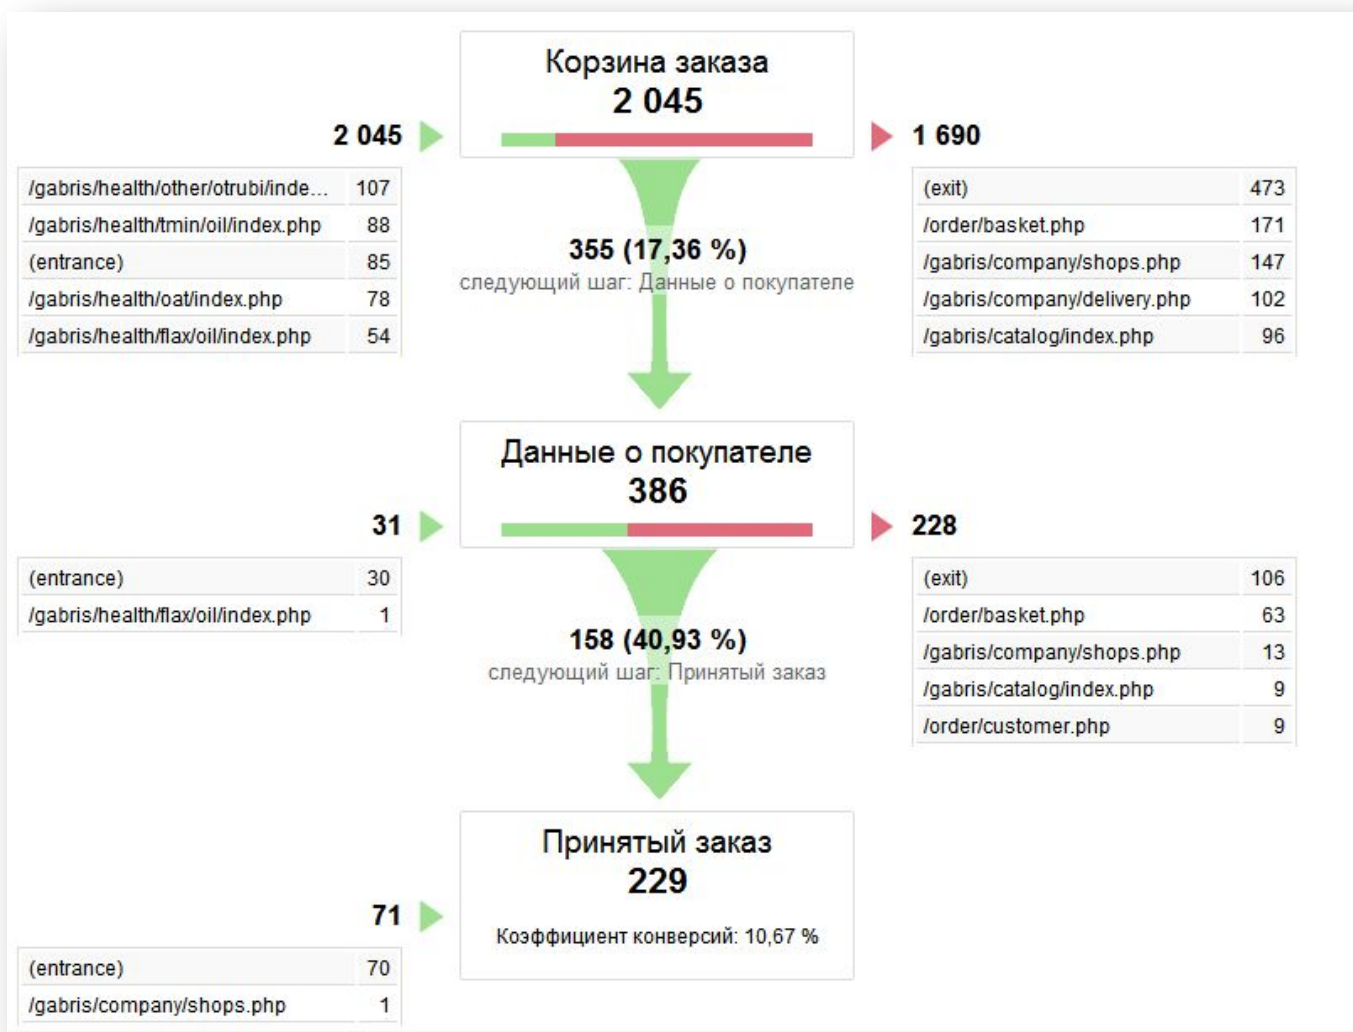 Корзина заказа
2 045
2 045
1 690
/gabris/health/other/otrubi/inde... 107
/gabris/health/tmin/oil/index.php 88
(entrance) 85
/gabris/health/oat/index.php 78
/gabris/health/flax/oil/index.php 54
355 (17,36 %)
следующий шаг: Данные о покупателе
(exit) 473
/order/basket.php 171
/gabris/company/shops.php 147
/gabris/company/delivery.php 102
/gabris/catalog/index.php 96
Данные о покупателе
386
31
228
(entrance) 30
/gabris/health/flax/oil/index.php 1
158 (40,93 %)
следующий шаг: Принятый заказ
(exit) 106
/order/basket.php 63
/gabris/company/shops.php 13
/gabris/catalog/index.php 9
/order/customer.php 9
Принятый заказ
229
71
Коэффициент конверсий: 10,67 %
(entrance) 70
/gabris/company/shops.php 1